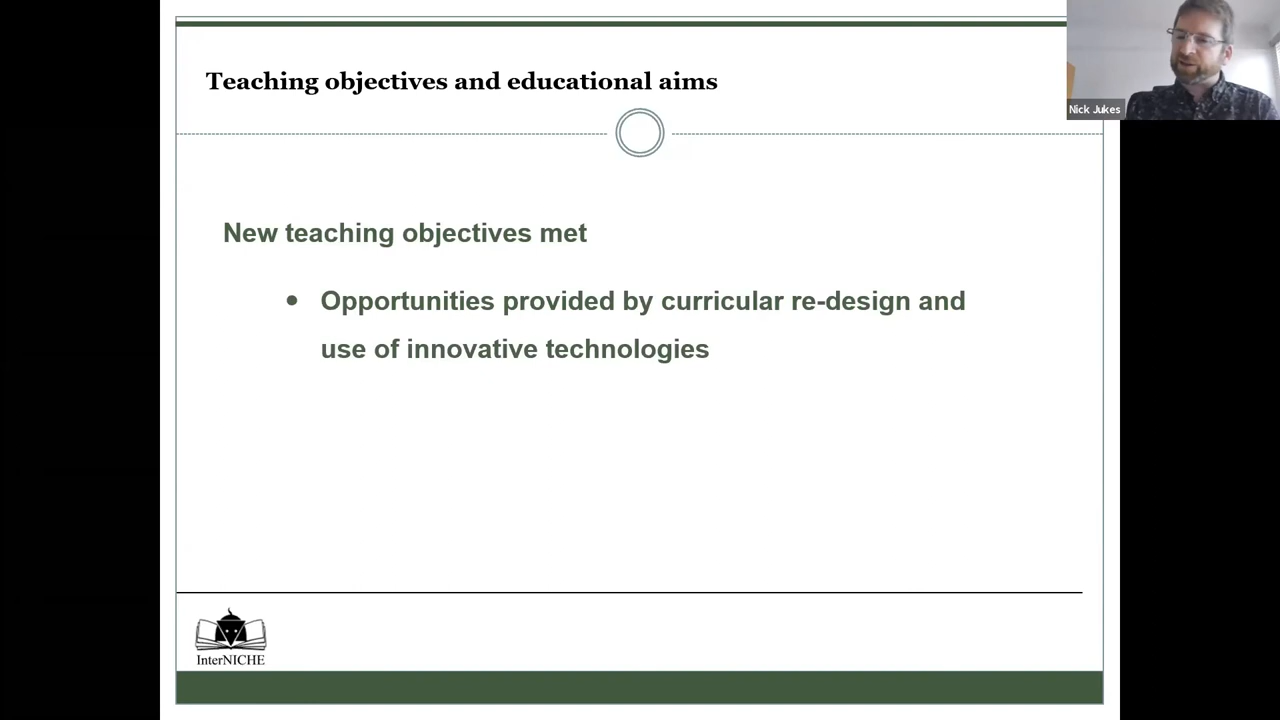 Teaching objectives and educational aims
Nick Jukes
New teaching objectives met
• Opportunities provided by curricular re-design and
use of innovative technologies
InterNICHE